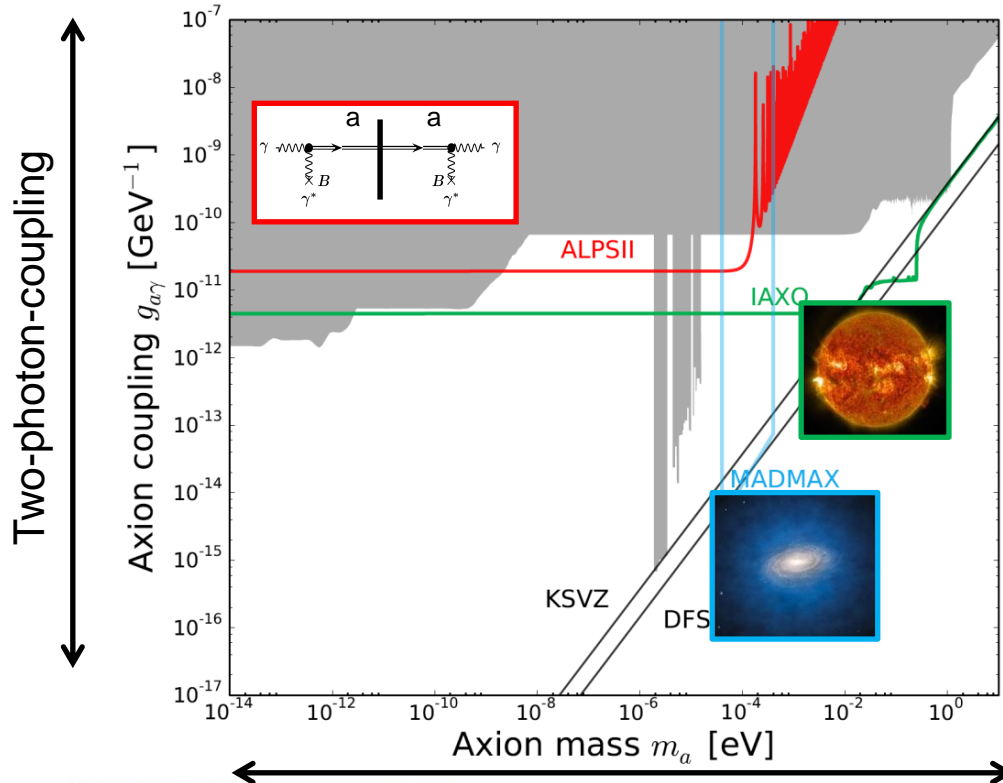 Two-photon-coupling
Axion coupling g_{aγ} [GeV^{-1}]
10^{-7}
10^{-8}
10^{-9}
10^{-10}
10^{-11}
10^{-12}
10^{-13}
10^{-14}
10^{-15}
10^{-16}
10^{-17}
a a
γ γ
B B
γ* γ*
ALPSII
IAXO
MADMAX
KSVZ
DFS
10^{-14} 10^{-12} 10^{-10} 10^{-8} 10^{-6} 10^{-4} 10^{-2} 10^{0}
Axion mass m_a [eV]